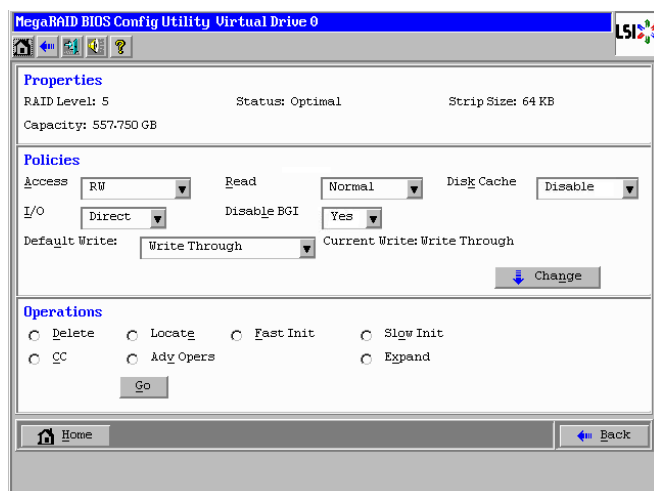 MegaRAID BIOS Config Utility Virtual Drive 0
LSI
Properties
RAID Level: 5 Status: Optimal Strip Size: 64 KB
Capacity: 557.750 GB
Policies
Access RW Read Normal Disk Cache Disable
I/O Direct Disable BGI Yes
Default Write: Write Through Current Write: Write Through
Change
Operations
Delete Locate Fast Init Slow Init
CC Adv Opers Expand
Go
Home Back